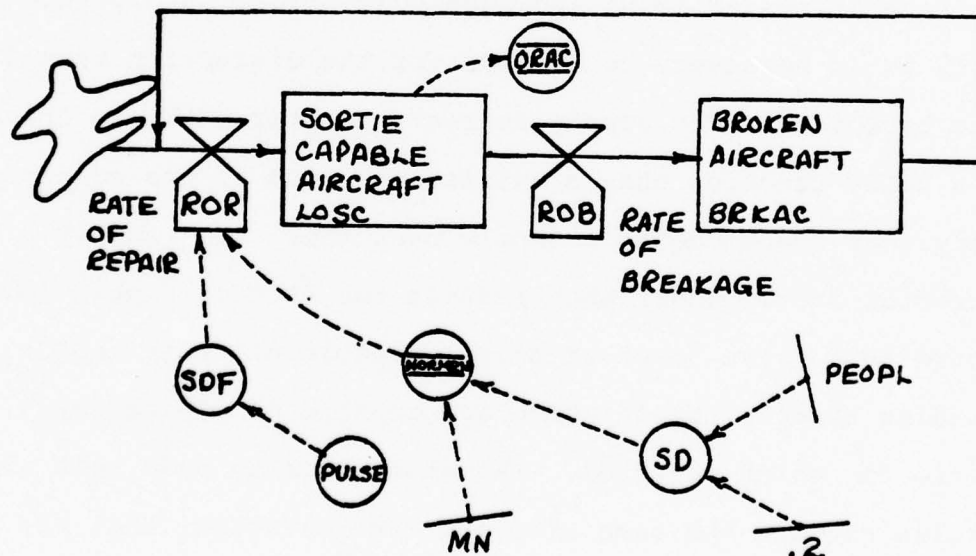 ORAC
SORTIE
CAPABLE
AIRCRAFT
LOSC
BROKEN
AIRCRAFT
BRKAC
ROR
ROB
RATE
OF
REPAIR
RATE OF
BREAKAGE
SDF
NORMRN
PEOPL
PULSE
SD
MN
.2